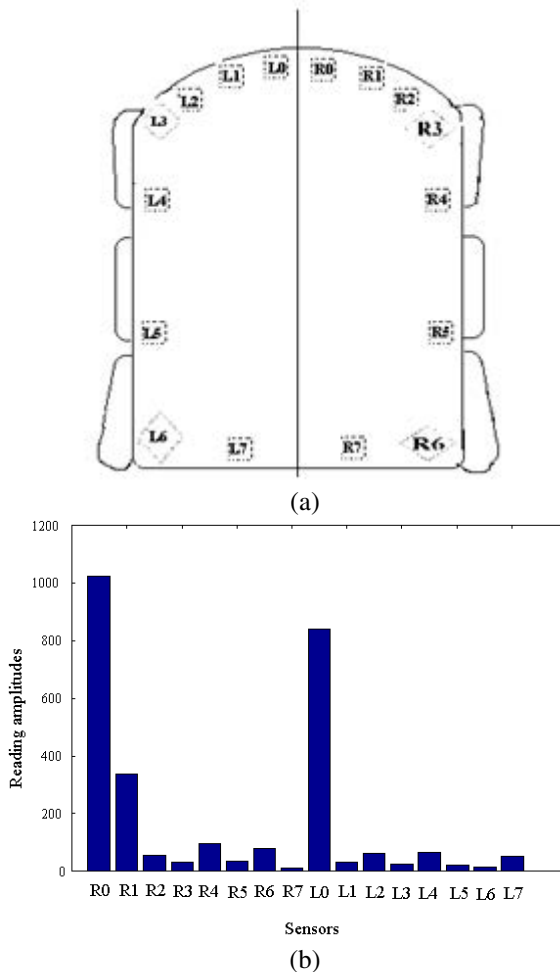 L1 L0 R0 R1
L2 R2
L3 R3
L4 R4
L5 R5
L6 R6
L7 R7
(a)
1200
1000
800
600
400
200
0
Reading amplitudes
R0 R1 R2 R3 R4 R5 R6 R7 L0 L1 L2 L3 L4 L5 L6 L7
Sensors
(b)